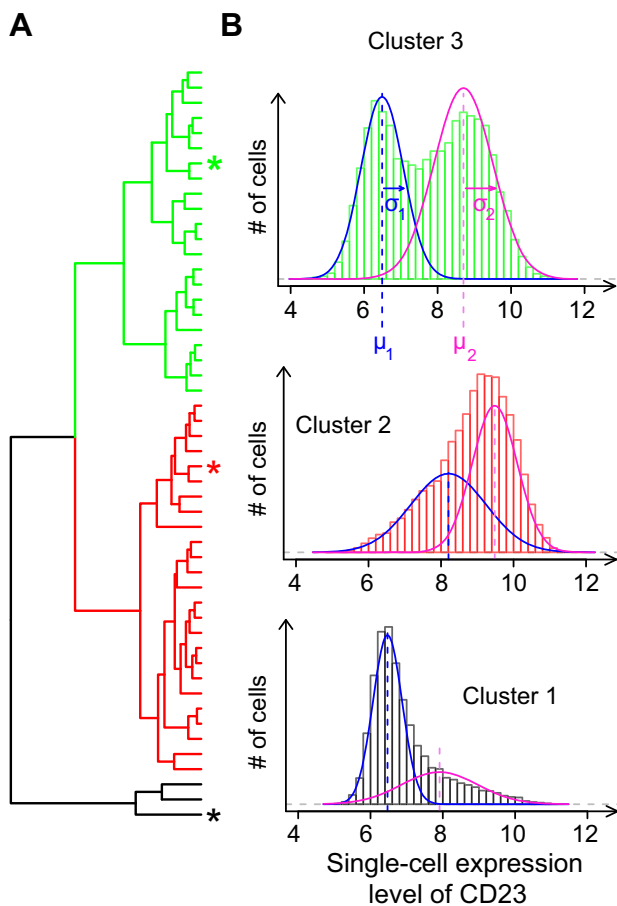 A
B
Cluster 3
*
# of cells
σ1
σ2
4 6 8 10 12
μ1
μ2
Cluster 2
*
# of cells
4 6 8 10 12
Cluster 1
# of cells
*
4 6 8 10 12
Single-cell expression
level of CD23